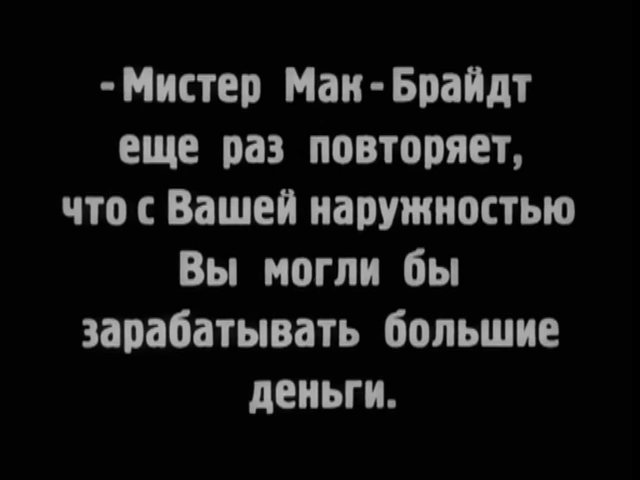 -Мистер Мак-Брайдт
еще раз повторяет,
что с Вашей наружностью
Вы могли бы
зарабатывать большие
деньги.